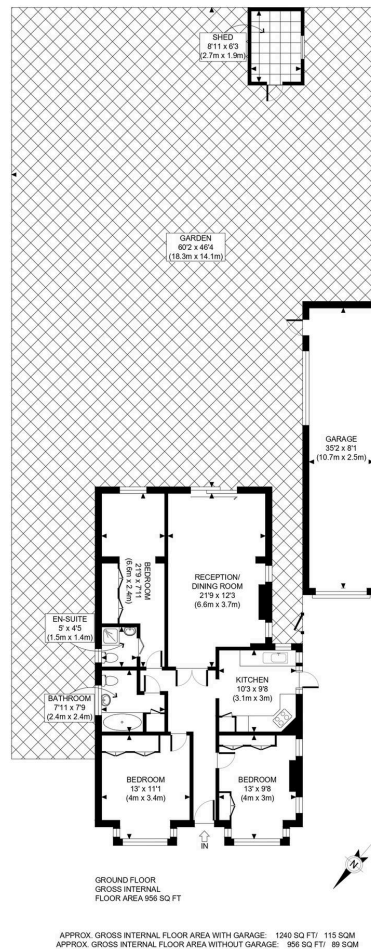 SHED
8'11 x 6'3
(2.7m x 1.9m)
GARDEN
60'2 x 46'4
(18.3m x 14.1m)
GARAGE
35'2 x 8'1
(10.7m x 2.5m)
BEDROOM
21'9 x 7'11
(6.6m x 2.4m)
RECEPTION/
DINING ROOM
21'9 x 12'3
(6.6m x 3.7m)
EN-SUITE
5' x 4'5
(1.5m x 1.4m)
KITCHEN
10'3 x 9'8
(3.1m x 3m)
BATHROOM
7'11 x 7'9
(2.4m x 2.4m)
BEDROOM
13' x 11'1
(4m x 3.4m)
BEDROOM
13' x 9'8
(4m x 3m)
IN
N
GROUND FLOOR
GROSS INTERNAL
FLOOR AREA 956 SQ FT
APPROX. GROSS INTERNAL FLOOR AREA WITH GARAGE: 1240 SQ FT/ 115 SQM
APPROX. GROSS INTERNAL FLOOR AREA WITHOUT GARAGE: 956 SQ FT/ 89 SQM